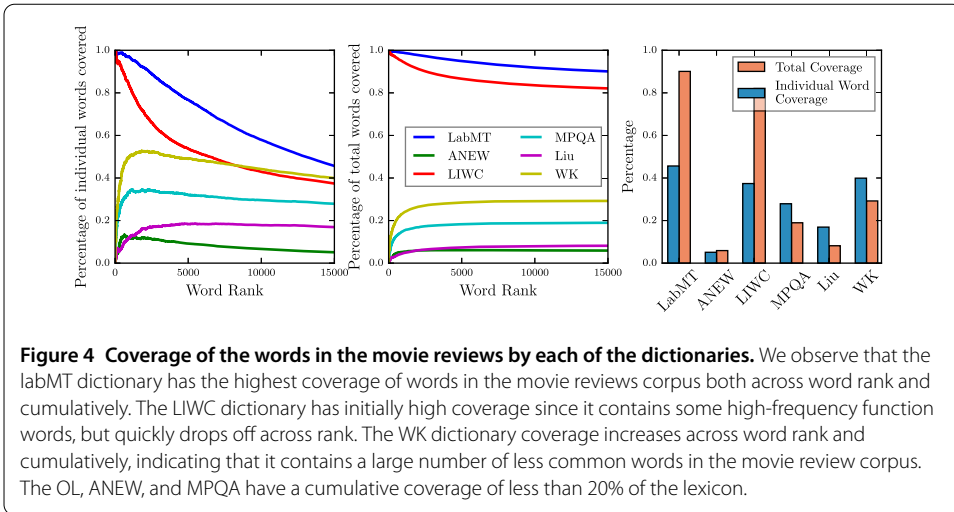 Percentage of individual words covered
1.0
0.8
0.6
0.4
0.2
0.0
0
5000
10000
15000
Word Rank
Percentage of total words covered
1.0
0.8
0.6
0.4
0.2
0.0
0
5000
10000
15000
Word Rank
LabMT
ANEW
LIWC
MPQA
Liu
WK
Percentage
1.0
0.8
0.6
0.4
0.2
0.0
Total Coverage
Individual Word
Coverage
LabMT
ANEW
LIWC
MPQA
Liu
WK
Figure 4 Coverage of the words in the movie reviews by each of the dictionaries. We observe that the
labMT dictionary has the highest coverage of words in the movie reviews corpus both across word rank and
cumulatively. The LIWC dictionary has initially high coverage since it contains some high-frequency function
words, but quickly drops off across rank. The WK dictionary coverage increases across word rank and
cumulatively, indicating that it contains a large number of less common words in the movie review corpus.
The OL, ANEW, and MPQA have a cumulative coverage of less than 20% of the lexicon.